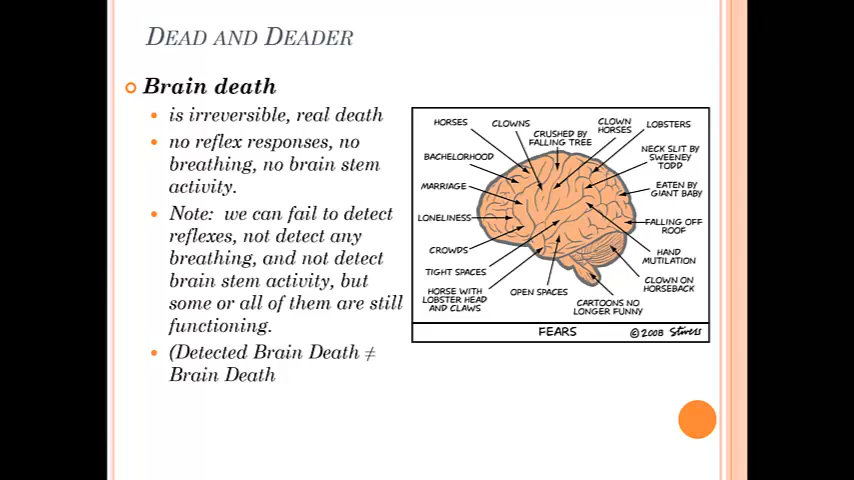 DEAD AND DEADER
Brain death
is irreversible, real death
no reflex responses, no
breathing, no brain stem
activity.
Note: we can fail to detect
reflexes, not detect any
breathing, and not detect
brain stem activity, but
some or all of them are still
functioning.
(Detected Brain Death ≠
Brain Death
HORSES
CLOWNS
CRUSHED BY
FALLING TREE
CLOWN
HORSES
LOBSTERS
BACHELORHOOD
NECK SLIT BY
SWEENEY
TODD
MARRIAGE
EATEN BY
GIANT BABY
LONELINESS
FALLING OFF
ROOF
CROWDS
HAND
MUTILATION
TIGHT SPACES
CLOWN ON
HORSEBACK
HORSE WITH
LOBSTER HEAD
AND CLAWS
OPEN SPACES
CARTOONS NO
LONGER FUNNY
FEARS
©2008 Stivers